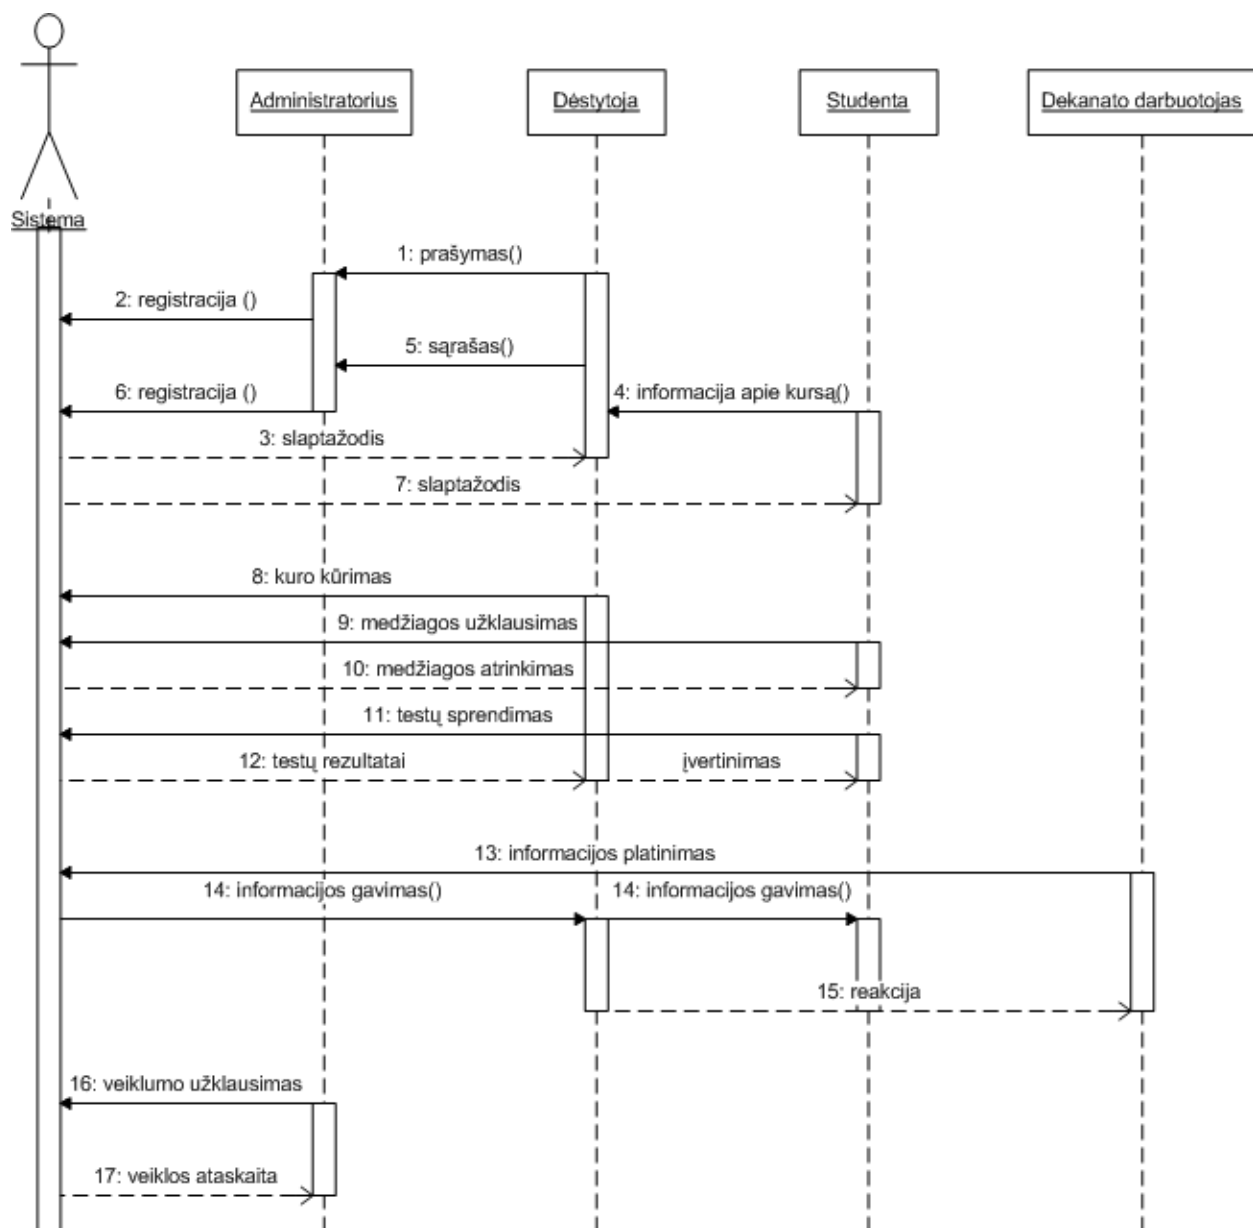 Administratorius
Dėstytoja
Studenta
Dekanato darbuotojas
Sistema
1: prašymas()
2: registracija ()
5: sąrašas()
6: registracija ()
4: informacija apie kursą()
3: slaptažodis
7: slaptažodis
8: kuro kūrimas
9: medžiagos užklausimas
10: medžiagos atrinkimas
11: testų sprendimas
12: testų rezultatai
įvertinimas
13: informacijos platinimas
14: informacijos gavimas()
14: informacijos gavimas()
15: reakcija
16: veiklumo užklausimas
17: veiklos ataskaita